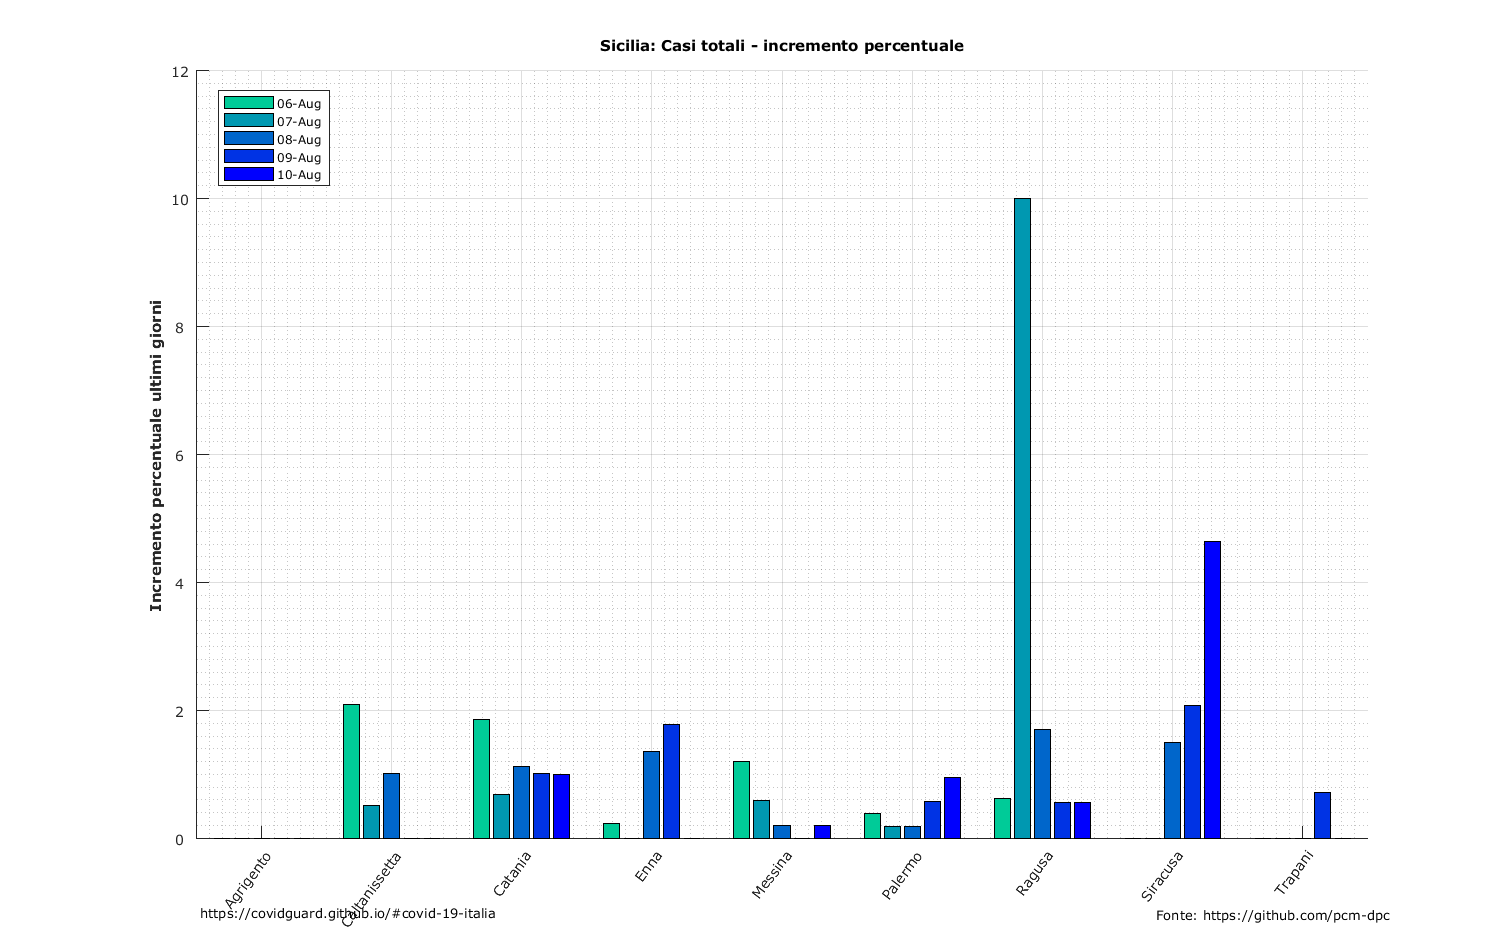 Sicilia: Casi totali - incremento percentuale
12
10
8
6
4
2
0
Incremento percentuale ultimi giorni
06-Aug
07-Aug
08-Aug
09-Aug
10-Aug
Agrigento
Caltanissetta
Catania
Enna
Messina
Palermo
Ragusa
Siracusa
Trapani
https://covidguard.github.io/#covid-19-italia
Fonte: https://github.com/pcm-dpc